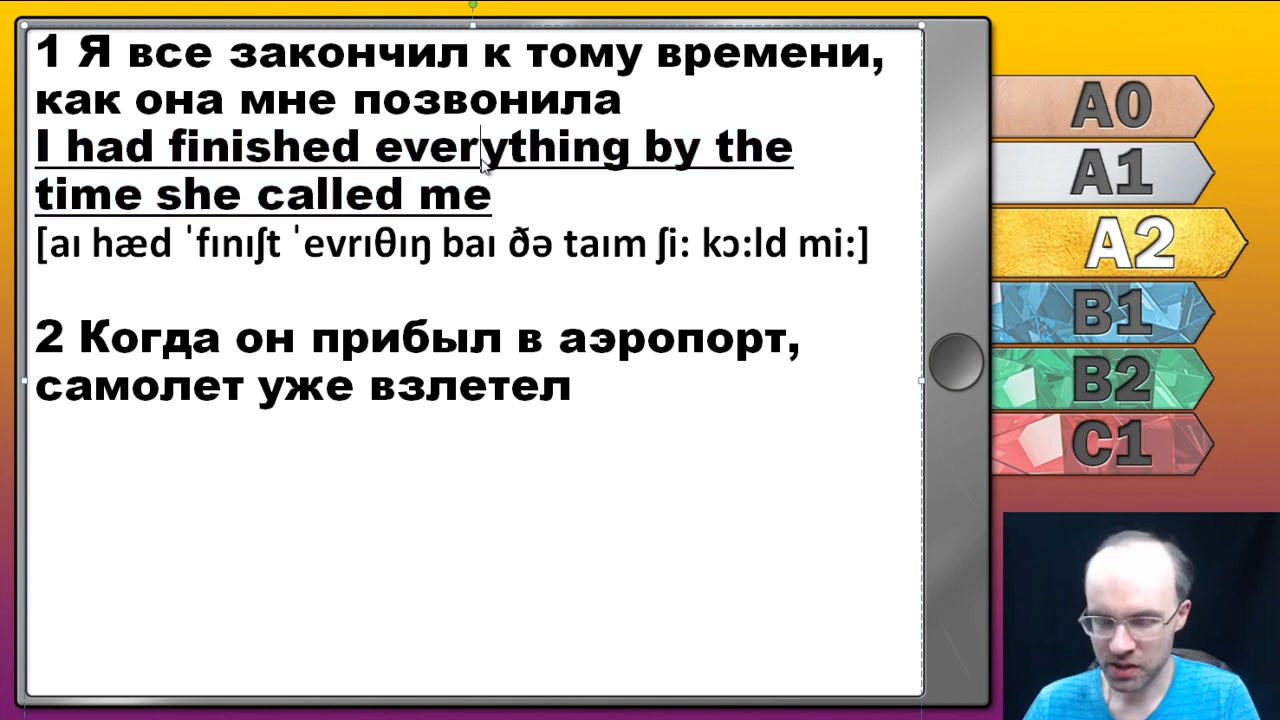 1 Я все закончил к тому времени,
как она мне позвонила
I had finished everything by the
time she called me
[aɪ hæd ˈfɪnɪʃt ˈevrɪθɪŋ baɪ ðə taɪm ʃi: kɔ:ld mi:]
2 Когда он прибыл в аэропорт,
самолет уже взлетел
A0
A1
A2
B1
B2
C1